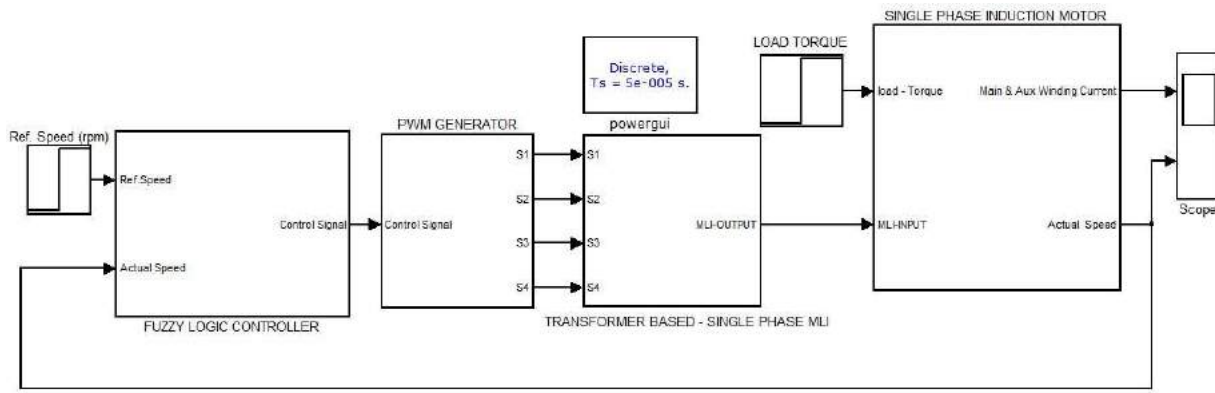 SINGLE PHASE INDUCTION MOTOR
LOAD TORQUE
Discrete,
Ts = 5e-005 s.
powergui
load - Torque
Main & Aux Winding Current
MLI-INPUT
Actual Speed
Scope
Ref. Speed (rpm)
Ref.Speed
Control Signal
Actual Speed
FUZZY LOGIC CONTROLLER
PWM GENERATOR
Control Signal
S1
S2
S3
S4
S1
S2
S3
S4
MLI-OUTPUT
TRANSFORMER BASED - SINGLE PHASE MLI